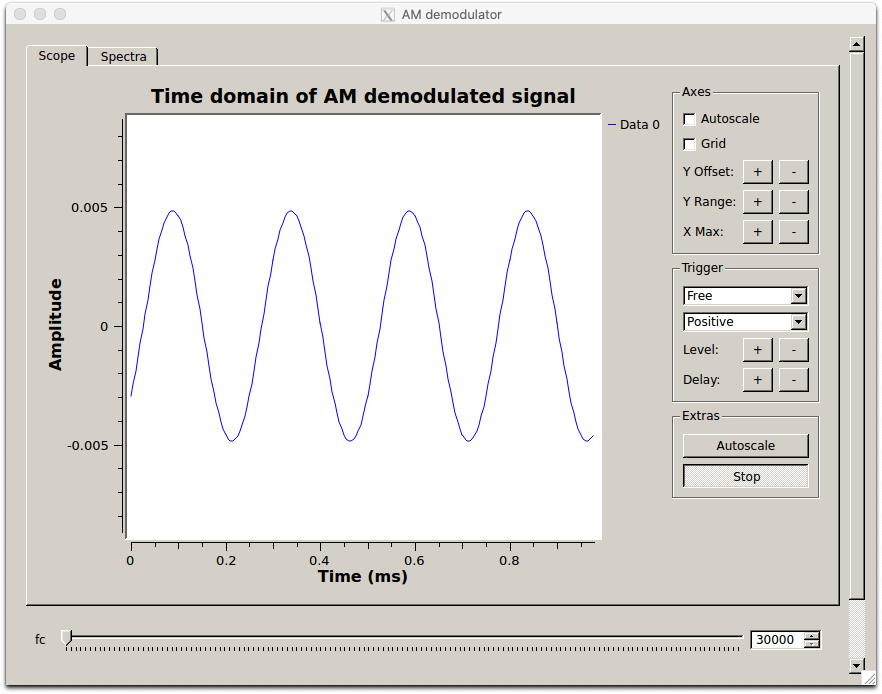 AM demodulator
Scope
Spectra
Time domain of AM demodulated signal
Data 0
Amplitude
0.005
0
-0.005
0
0.2
0.4
0.6
0.8
Time (ms)
Axes
Autoscale
Grid
Y Offset: + -
Y Range: + -
X Max: + -
Trigger
Free
Positive
Level: + -
Delay: + -
Extras
Autoscale
Stop
fc
30000